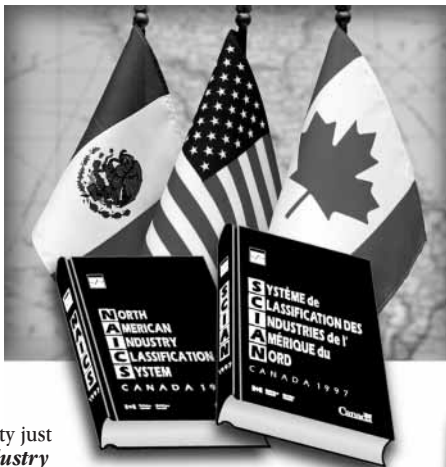 NORTH
AMERICAN
INDUSTRY
CLASSIFICATION
SYSTEM
CANADA 19
SYSTÈME de
CLASSIFICATION DES
INDUSTRIES de l'
AMÉRIQUE du
NORD
CANADA 1997
Canada
SCIAN
ty just
ustry